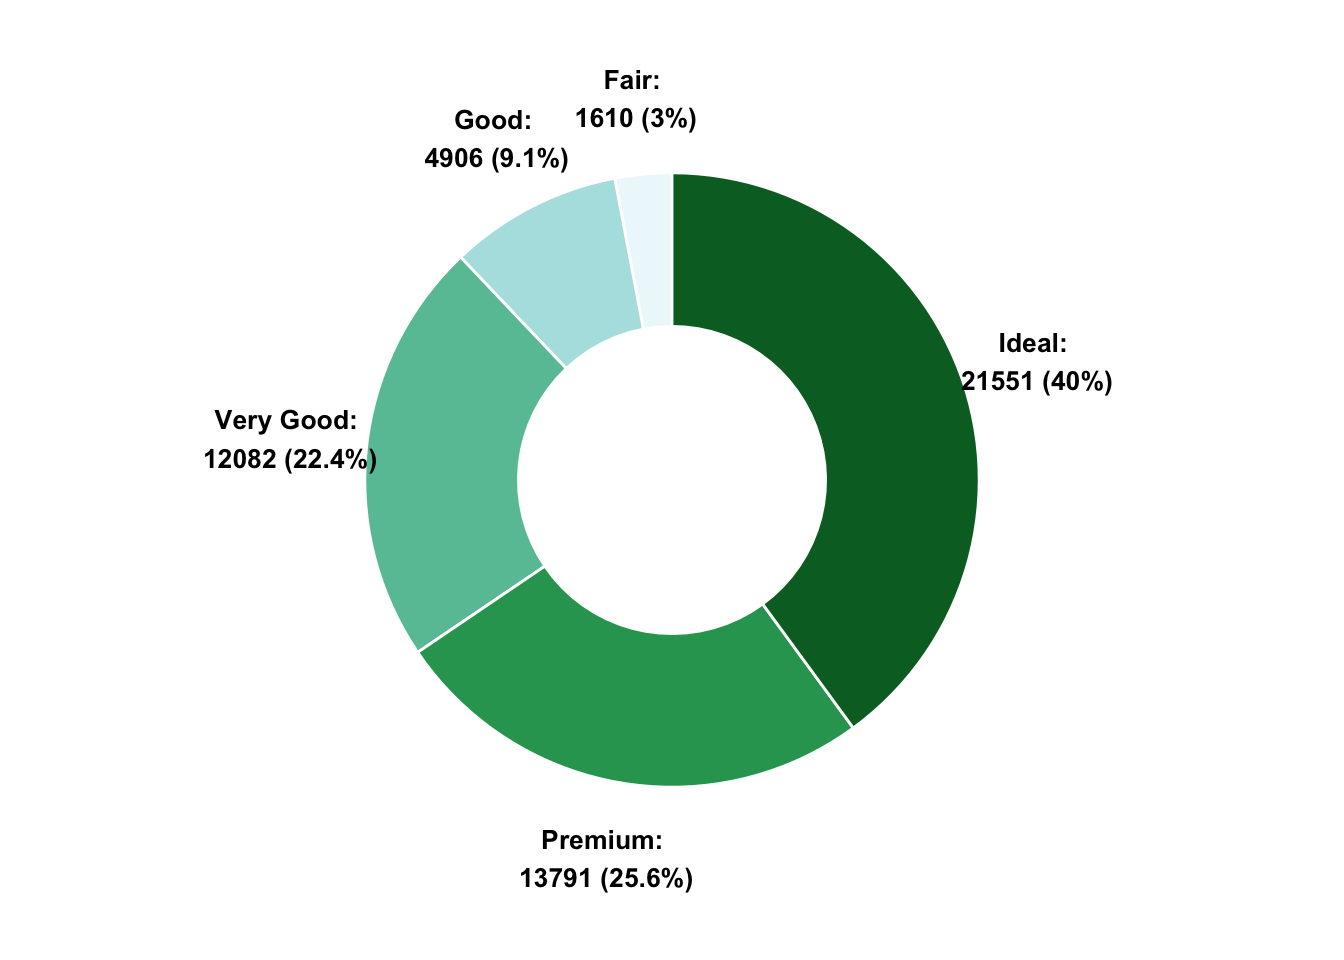 Fair:
1610 (3%)
Good:
4906 (9.1%)
Ideal:
21551 (40%)
Very Good:
12082 (22.4%)
Premium:
13791 (25.6%)